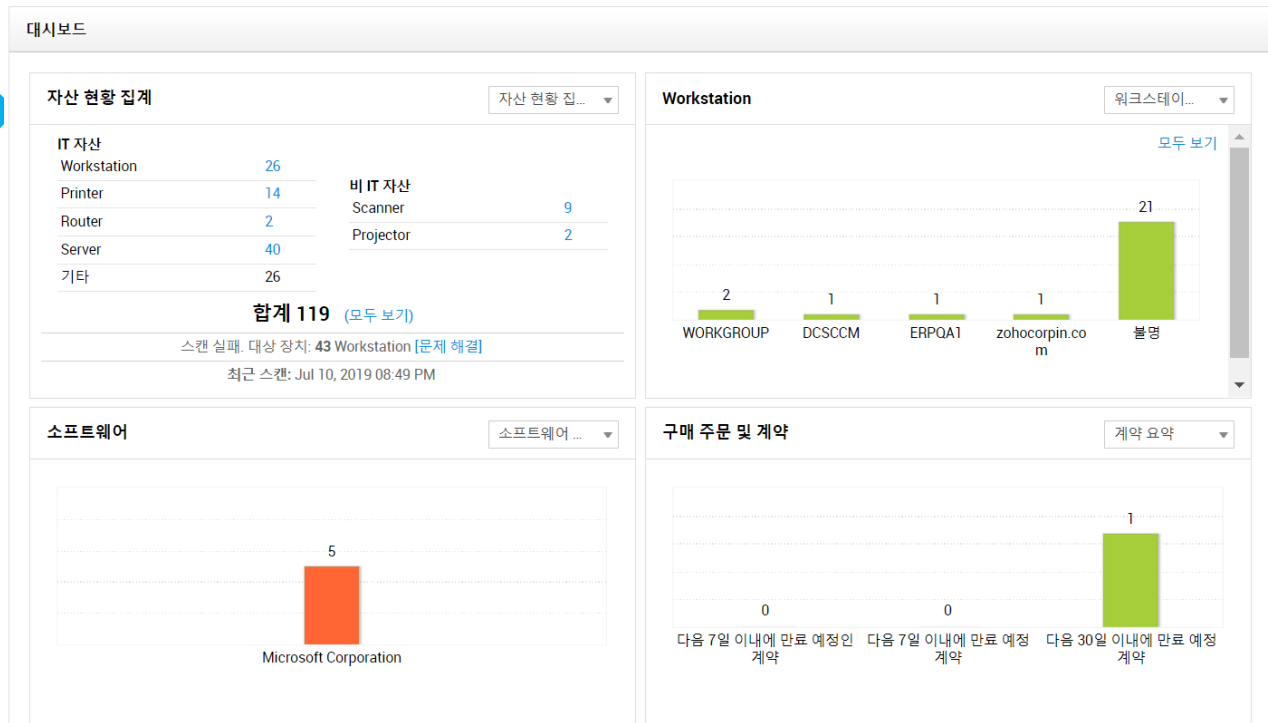 대시보드
자산 현황 집계
자산 현황 집...
IT 자산
Workstation 26
Printer 14
Router 2
Server 40
기타 26
비 IT 자산
Scanner 9
Projector 2
합계 119 (모두 보기)
스캔 실패. 대상 장치: 43 Workstation [문제 해결]
최근 스캔: Jul 10, 2019 08:49 PM
Workstation
워크스테이...
모두 보기
2 1 1 1 21
WORKGROUP DCSCCM ERPQA1 zohocorpin.co 불명
m
소프트웨어
소프트웨어 ...
5
Microsoft Corporation
구매 주문 및 계약
계약 요약
0 0 1
다음 7일 이내에 만료 예정인 다음 7일 이내에 만료 예정 다음 30일 이내에 만료 예정
계약 계약 계약